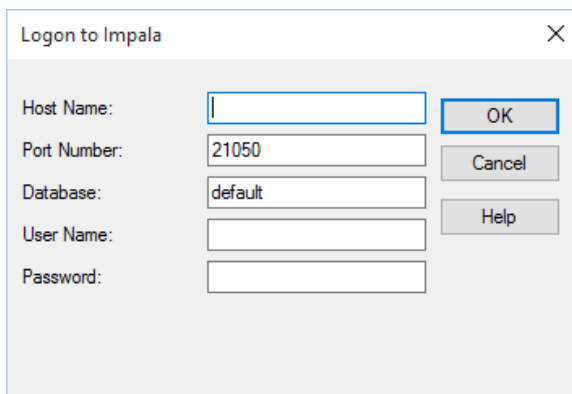 Logon to Impala
Host Name:
OK
Port Number: 21050
Cancel
Database: default
User Name:
Help
Password: